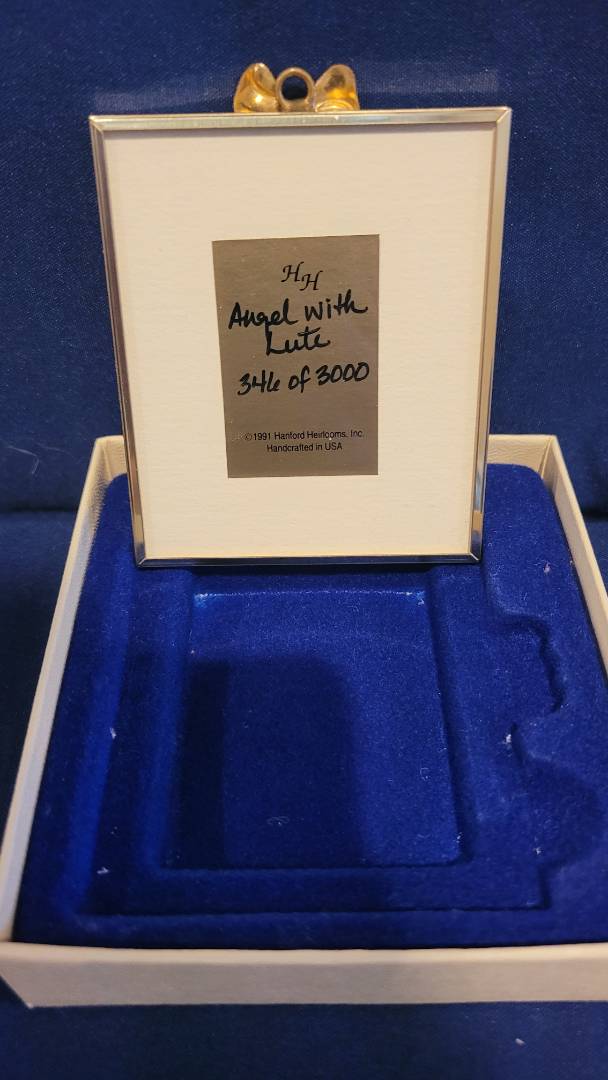 HH
Angel with
Lute
346 of 3000
©1991 Hanford Heirlooms, Inc.
Handcrafted in USA